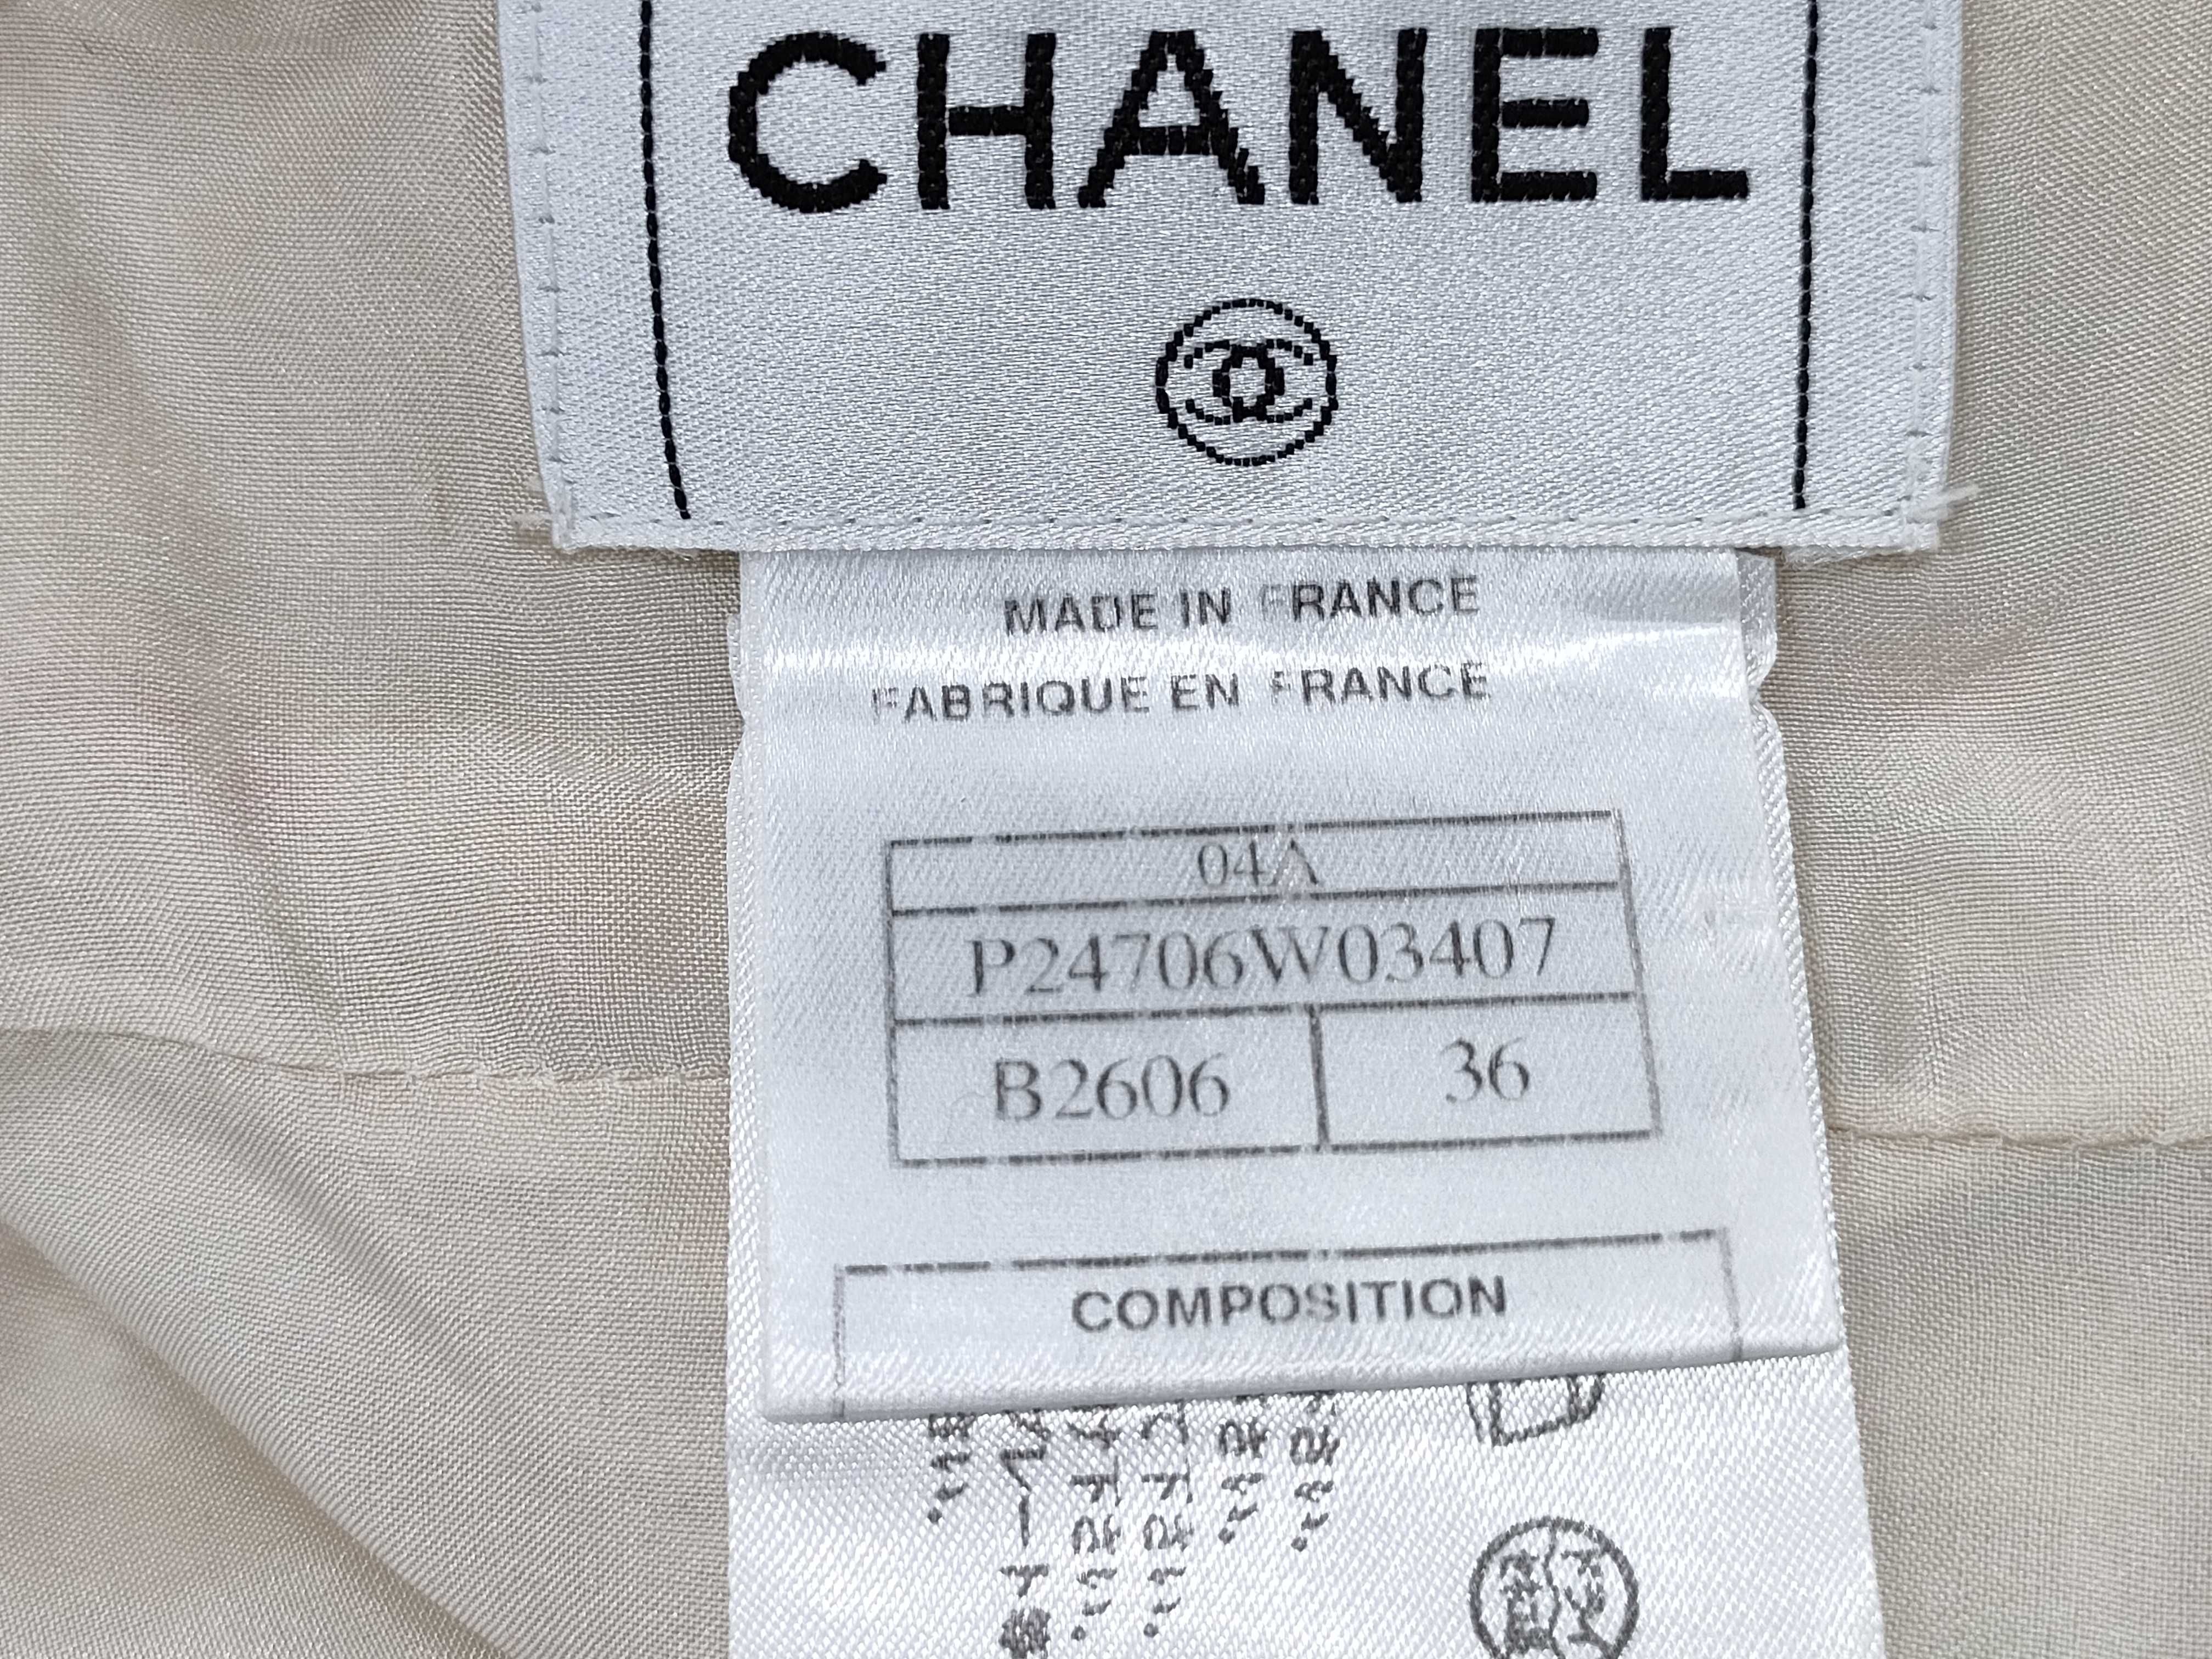 CHANEL
MADE IN FRANCE
FABRIQUE EN FRANCE
04A
P24706W03407
B2606 36
COMPOSITION